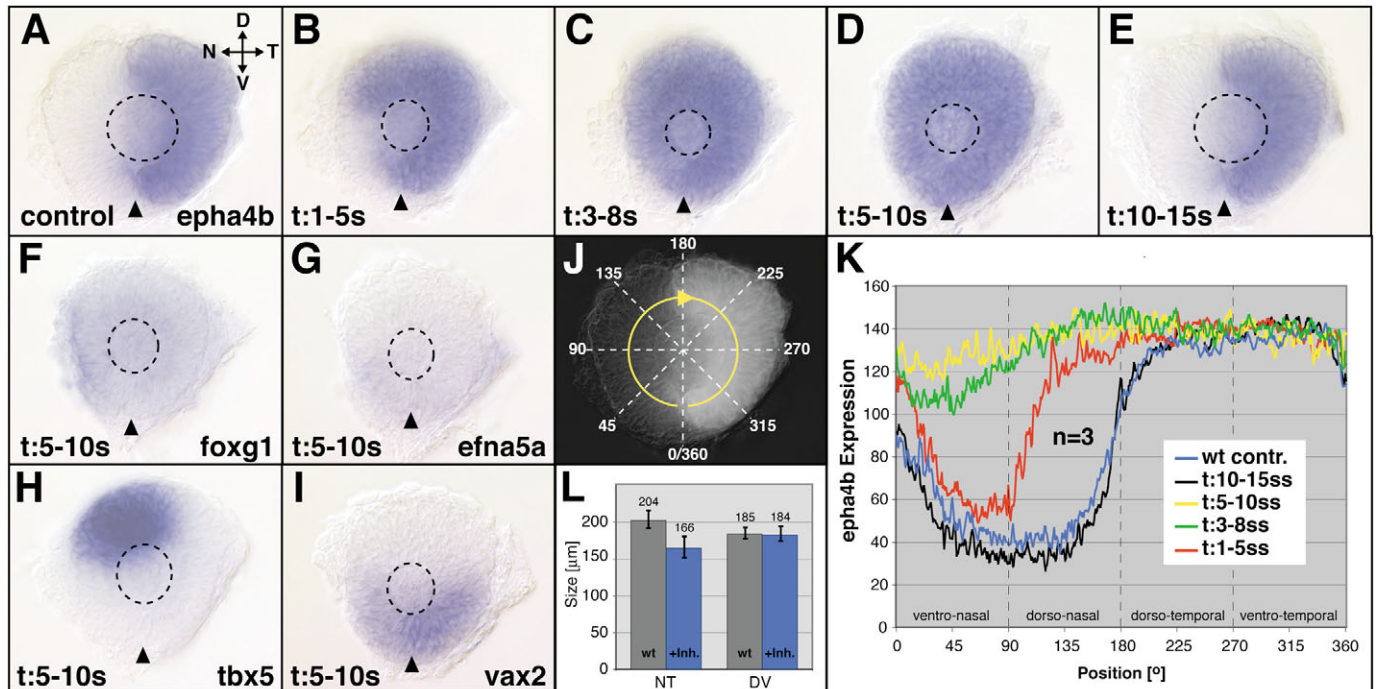 A
D
N T
V
control epha4b
B
t:1-5s
C
t:3-8s
D
t:5-10s
E
t:10-15s
F
t:5-10s foxg1
G
t:5-10s efna5a
H
t:5-10s tbx5
I
t:5-10s vax2
J
180
135 225
90 270
45 315
0/360
L
Size [µm]
200
150
100
50
0
204
166
185
184
wt +Inh. wt +Inh.
NT DV
K
epha4b Expression
160
140
120
100
80
60
40
20
0
n=3
wt contr.
t:10-15ss
t:5-10ss
t:3-8ss
t:1-5ss
ventro-nasal dorso-nasal dorso-temporal ventro-temporal
0 45 90 135 180 225 270 315 360
Position [º]